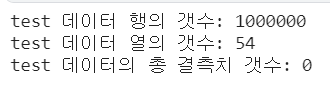 test 데이터 행의 갯수: 1000000
test 데이터 열의 갯수: 54
test 데이터의 총 결측치 갯수: 0